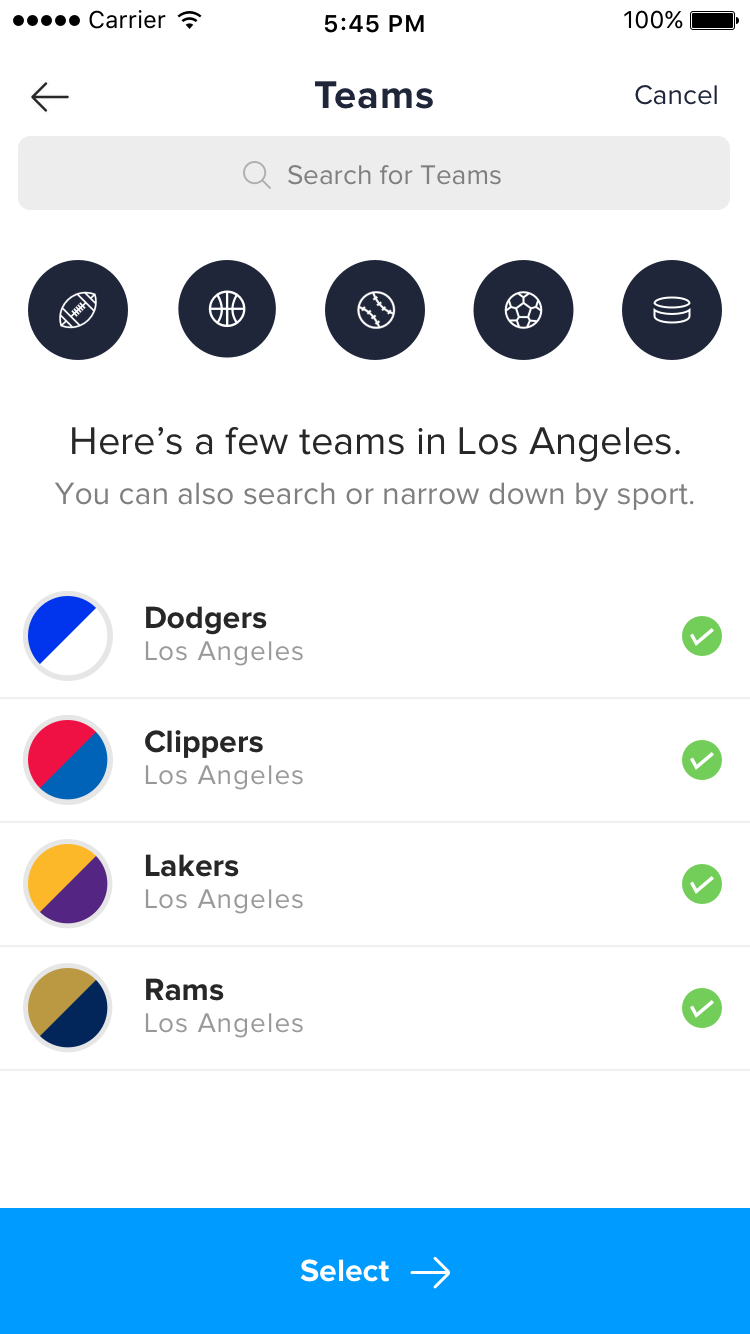 Carrier 5:45 PM 100%
Teams Cancel
Search for Teams
Here’s a few teams in Los Angeles.
You can also search or narrow down by sport.
Dodgers
Los Angeles
Clippers
Los Angeles
Lakers
Los Angeles
Rams
Los Angeles
Select